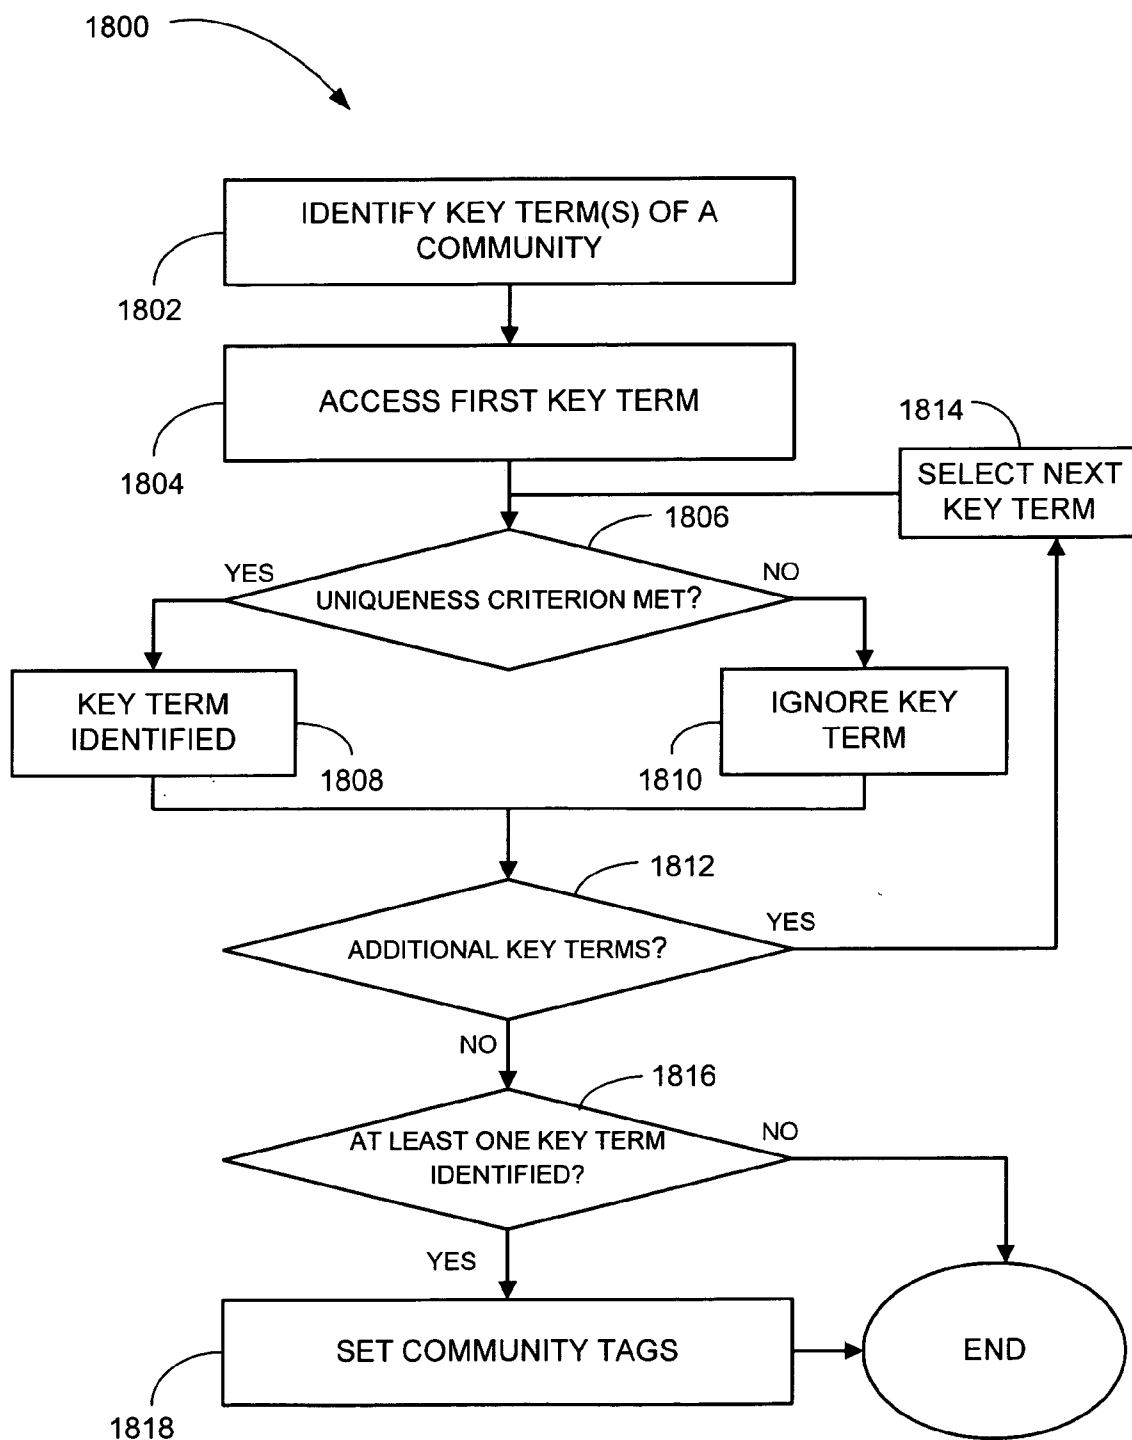 1800
IDENTIFY KEY TERM(S) OF A
COMMUNITY
1802
ACCESS FIRST KEY TERM
1804
1814
SELECT NEXT
KEY TERM
1806
YES
NO
UNIQUENESS CRITERION MET?
KEY TERM
IDENTIFIED
1808
IGNORE KEY
TERM
1810
1812
YES
ADDITIONAL KEY TERMS?
NO
1816
NO
AT LEAST ONE KEY TERM
IDENTIFIED?
YES
SET COMMUNITY TAGS
END
1818